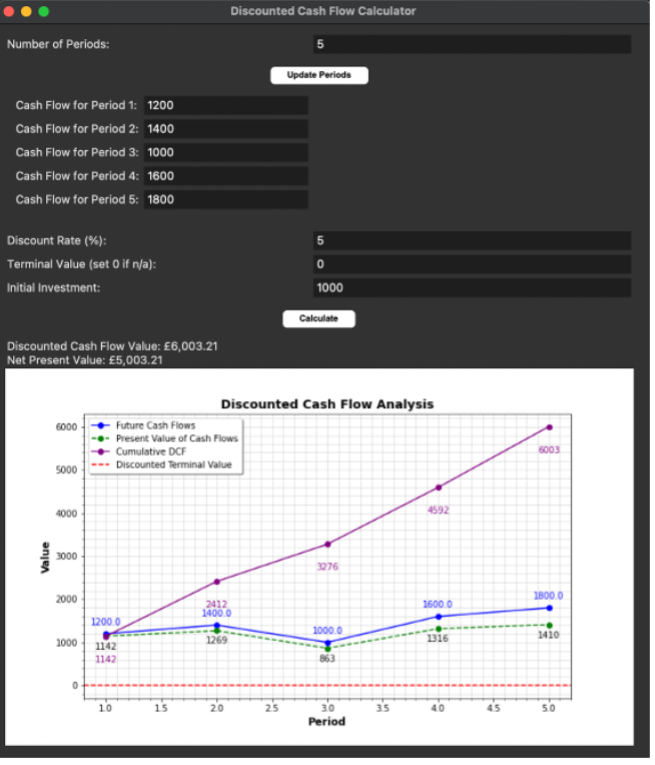 Discounted Cash Flow Calculator
Number of Periods: 5
Update Periods
Cash Flow for Period 1: 1200
Cash Flow for Period 2: 1400
Cash Flow for Period 3: 1000
Cash Flow for Period 4: 1600
Cash Flow for Period 5: 1800
Discount Rate (%): 5
Terminal Value (set 0 if n/a): 0
Initial Investment: 1000
Calculate
Discounted Cash Flow Value: £6,003.21
Net Present Value: £5,003.21
Discounted Cash Flow Analysis
Future Cash Flows
Present Value of Cash Flows
Cumulative DCF
Discounted Terminal Value
6000
5000
4000
3000
2000
1000
0
Value
6003
4592
3276
2412
1142
1200.0
1400.0
1000.0
1600.0
1800.0
1142
1269
863
1316
1410
1.0 1.5 2.0 2.5 3.0 3.5 4.0 4.5 5.0
Period